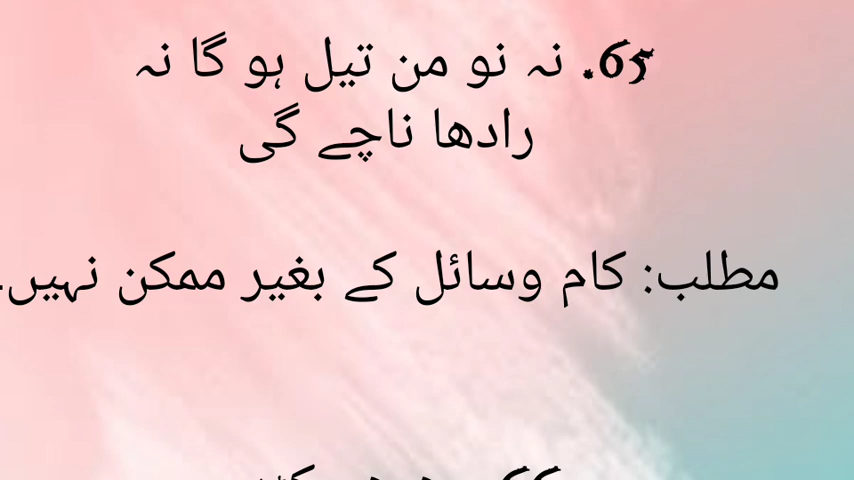 65. نہ نو من تیل ہو گا نہ
رادھا ناچے گی
مطلب: کام وسائل کے بغیر ممکن نہیں۔